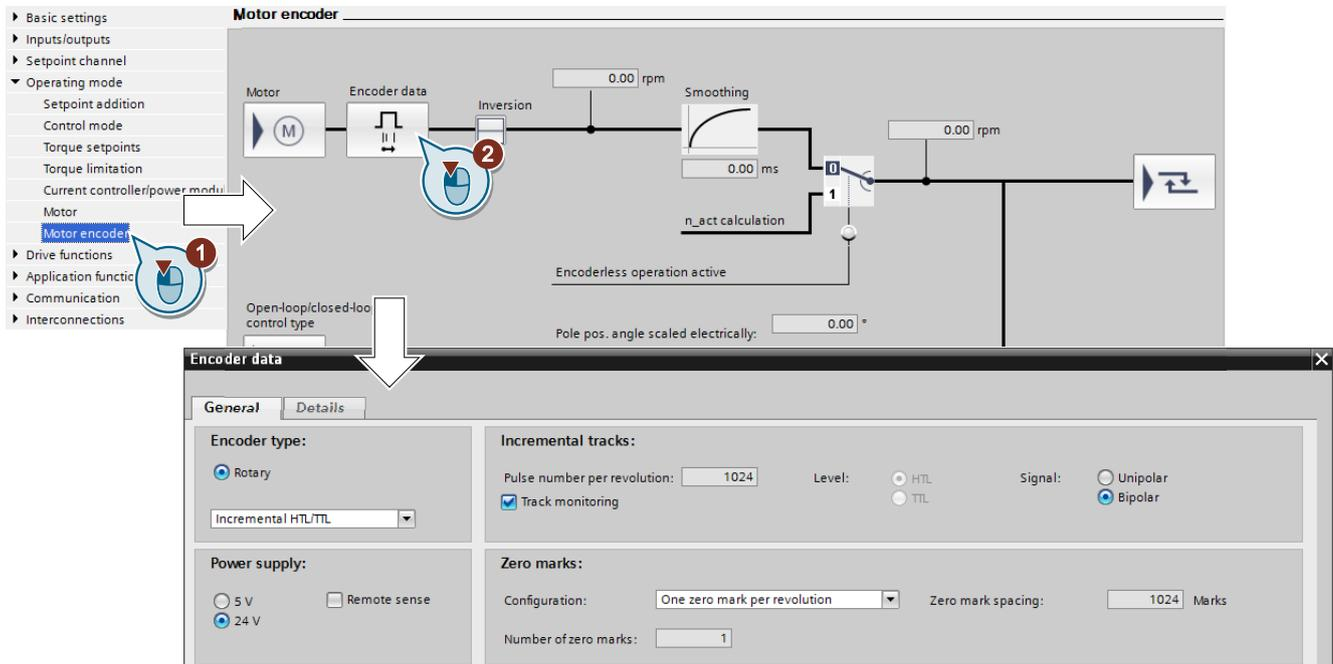 Basic settings
Inputs/outputs
Setpoint channel
Operating mode
Setpoint addition
Control mode
Torque setpoints
Torque limitation
Current controller/power modu
Motor
Motor encoder
Drive functions
Application functio
Communication
Interconnections
1
Motor encoder
0.00 rpm
Motor
Encoder data
Inversion
Smoothing
M
2
0.00 rpm
0.00 ms
0
1
n_act calculation
Encoderless operation active
Open-loop/closed-loo
control type
Pole pos. angle scaled electrically:
0.00 °
Encoder data
General
Details
Encoder type:
Rotary
Incremental HTL/TTL
Incremental tracks:
Pulse number per revolution: 1024
Track monitoring
Level:
HTL
TTL
Signal:
Unipolar
Bipolar
Power supply:
5 V
24 V
Remote sense
Zero marks:
Configuration: One zero mark per revolution
Zero mark spacing: 1024 Marks
Number of zero marks: 1